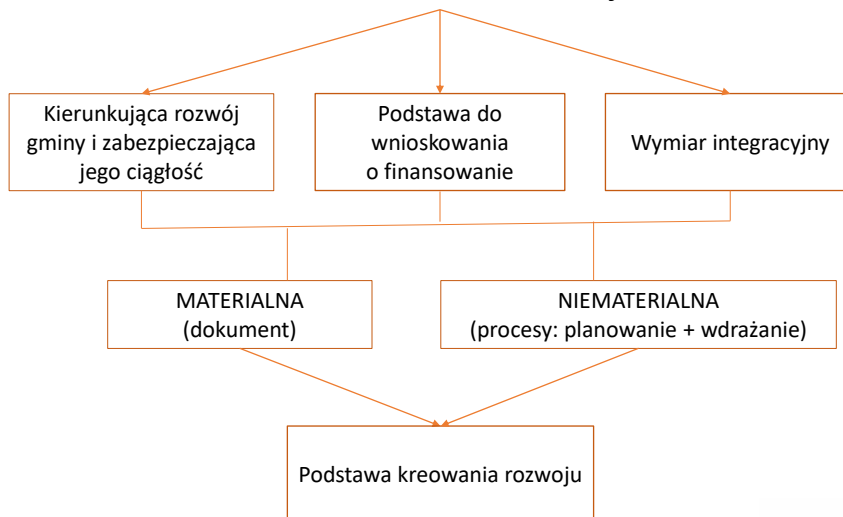 Kierunkująca rozwój
gminy i zabezpieczająca
jego ciągłość
Podstawa do
wnioskowania
o finansowanie
Wymiar integracyjny
MATERIALNA
(dokument)
NIEMATERIALNA
(procesy: planowanie + wdrażanie)
Podstawa kreowania rozwoju